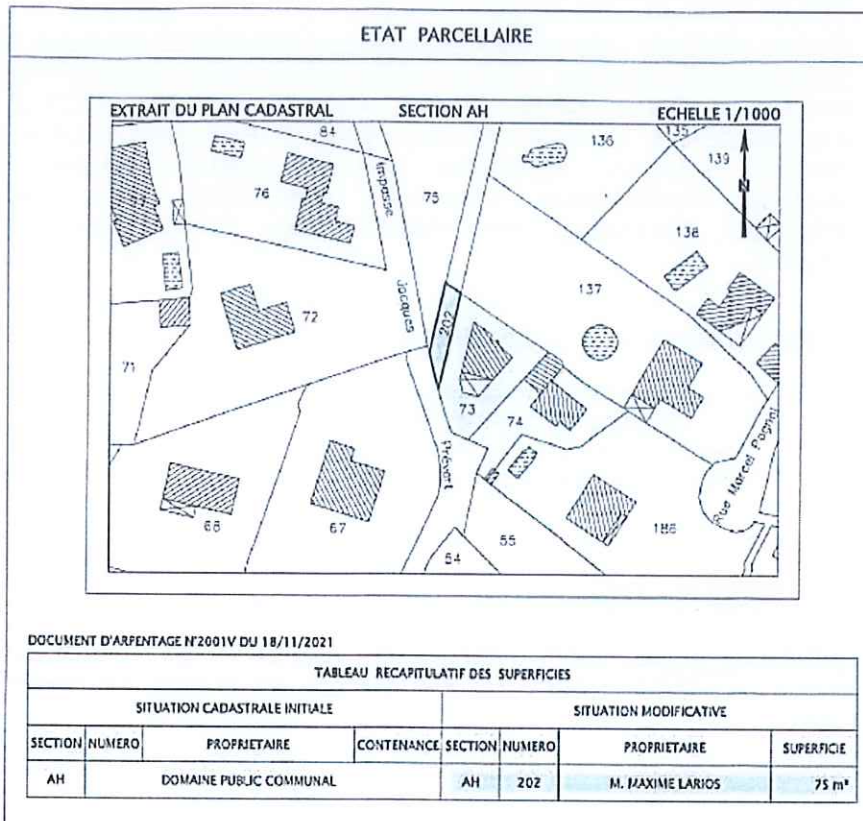 ETAT PARCELLAIRE
EXTRAIT DU PLAN CADASTRAL SECTION AH ECHELLE 1/1000
84
136
135
139
76
Impasse
75
N
138
137
Jacques
72
202
71
73
74
Prévert
Rue Marcel Pagnol
68
67
186
55
54
DOCUMENT D'ARPENTAGE N°2001V DU 18/11/2021
TABLEAU RECAPITULATIF DES SUPERFICIES
SITUATION CADASTRALE INITIALE SITUATION MODIFICATIVE
SECTION NUMERO PROPRIETAIRE CONTENANCE SECTION NUMERO PROPRIETAIRE SUPERFICIE
AH DOMAINE PUBLIC COMMUNAL AH 202 M. MAXIME LARIOS 75 m²